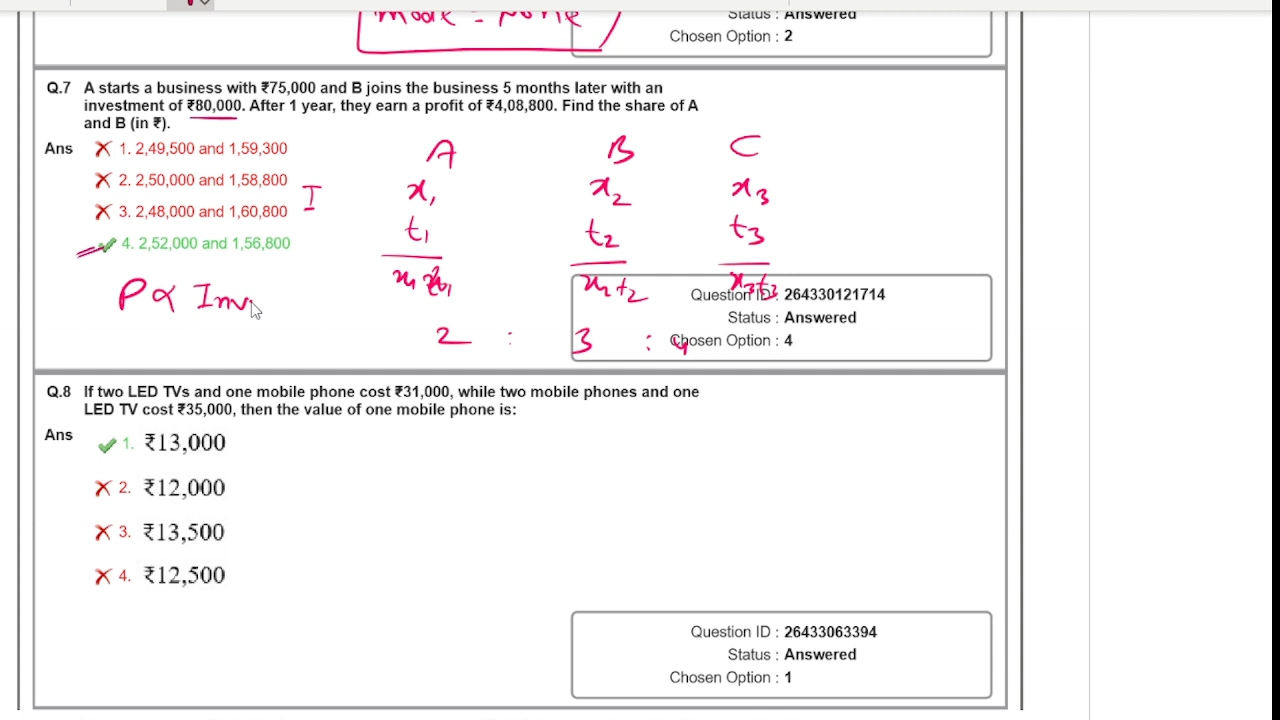 mode = None
Status : Answered
Chosen Option : 2
Q.7 A starts a business with ₹75,000 and B joins the business 5 months later with an
investment of ₹80,000. After 1 year, they earn a profit of ₹4,08,800. Find the share of A
and B (in ₹).
Ans 1. 2,49,500 and 1,59,300
2. 2,50,000 and 1,58,800
3. 2,48,000 and 1,60,800
4. 2,52,000 and 1,56,800
A B C
I x₁ x₂ x₃
t₁ t₂ t₃
x₂t₂ x₃t₃
P ∝ Inv
2 : 3 : 4
Question ID : 264330121714
Status : Answered
Chosen Option : 4
Q.8 If two LED TVs and one mobile phone cost ₹31,000, while two mobile phones and one
LED TV cost ₹35,000, then the value of one mobile phone is:
Ans 1. ₹13,000
2. ₹12,000
3. ₹13,500
4. ₹12,500
Question ID : 26433063394
Status : Answered
Chosen Option : 1